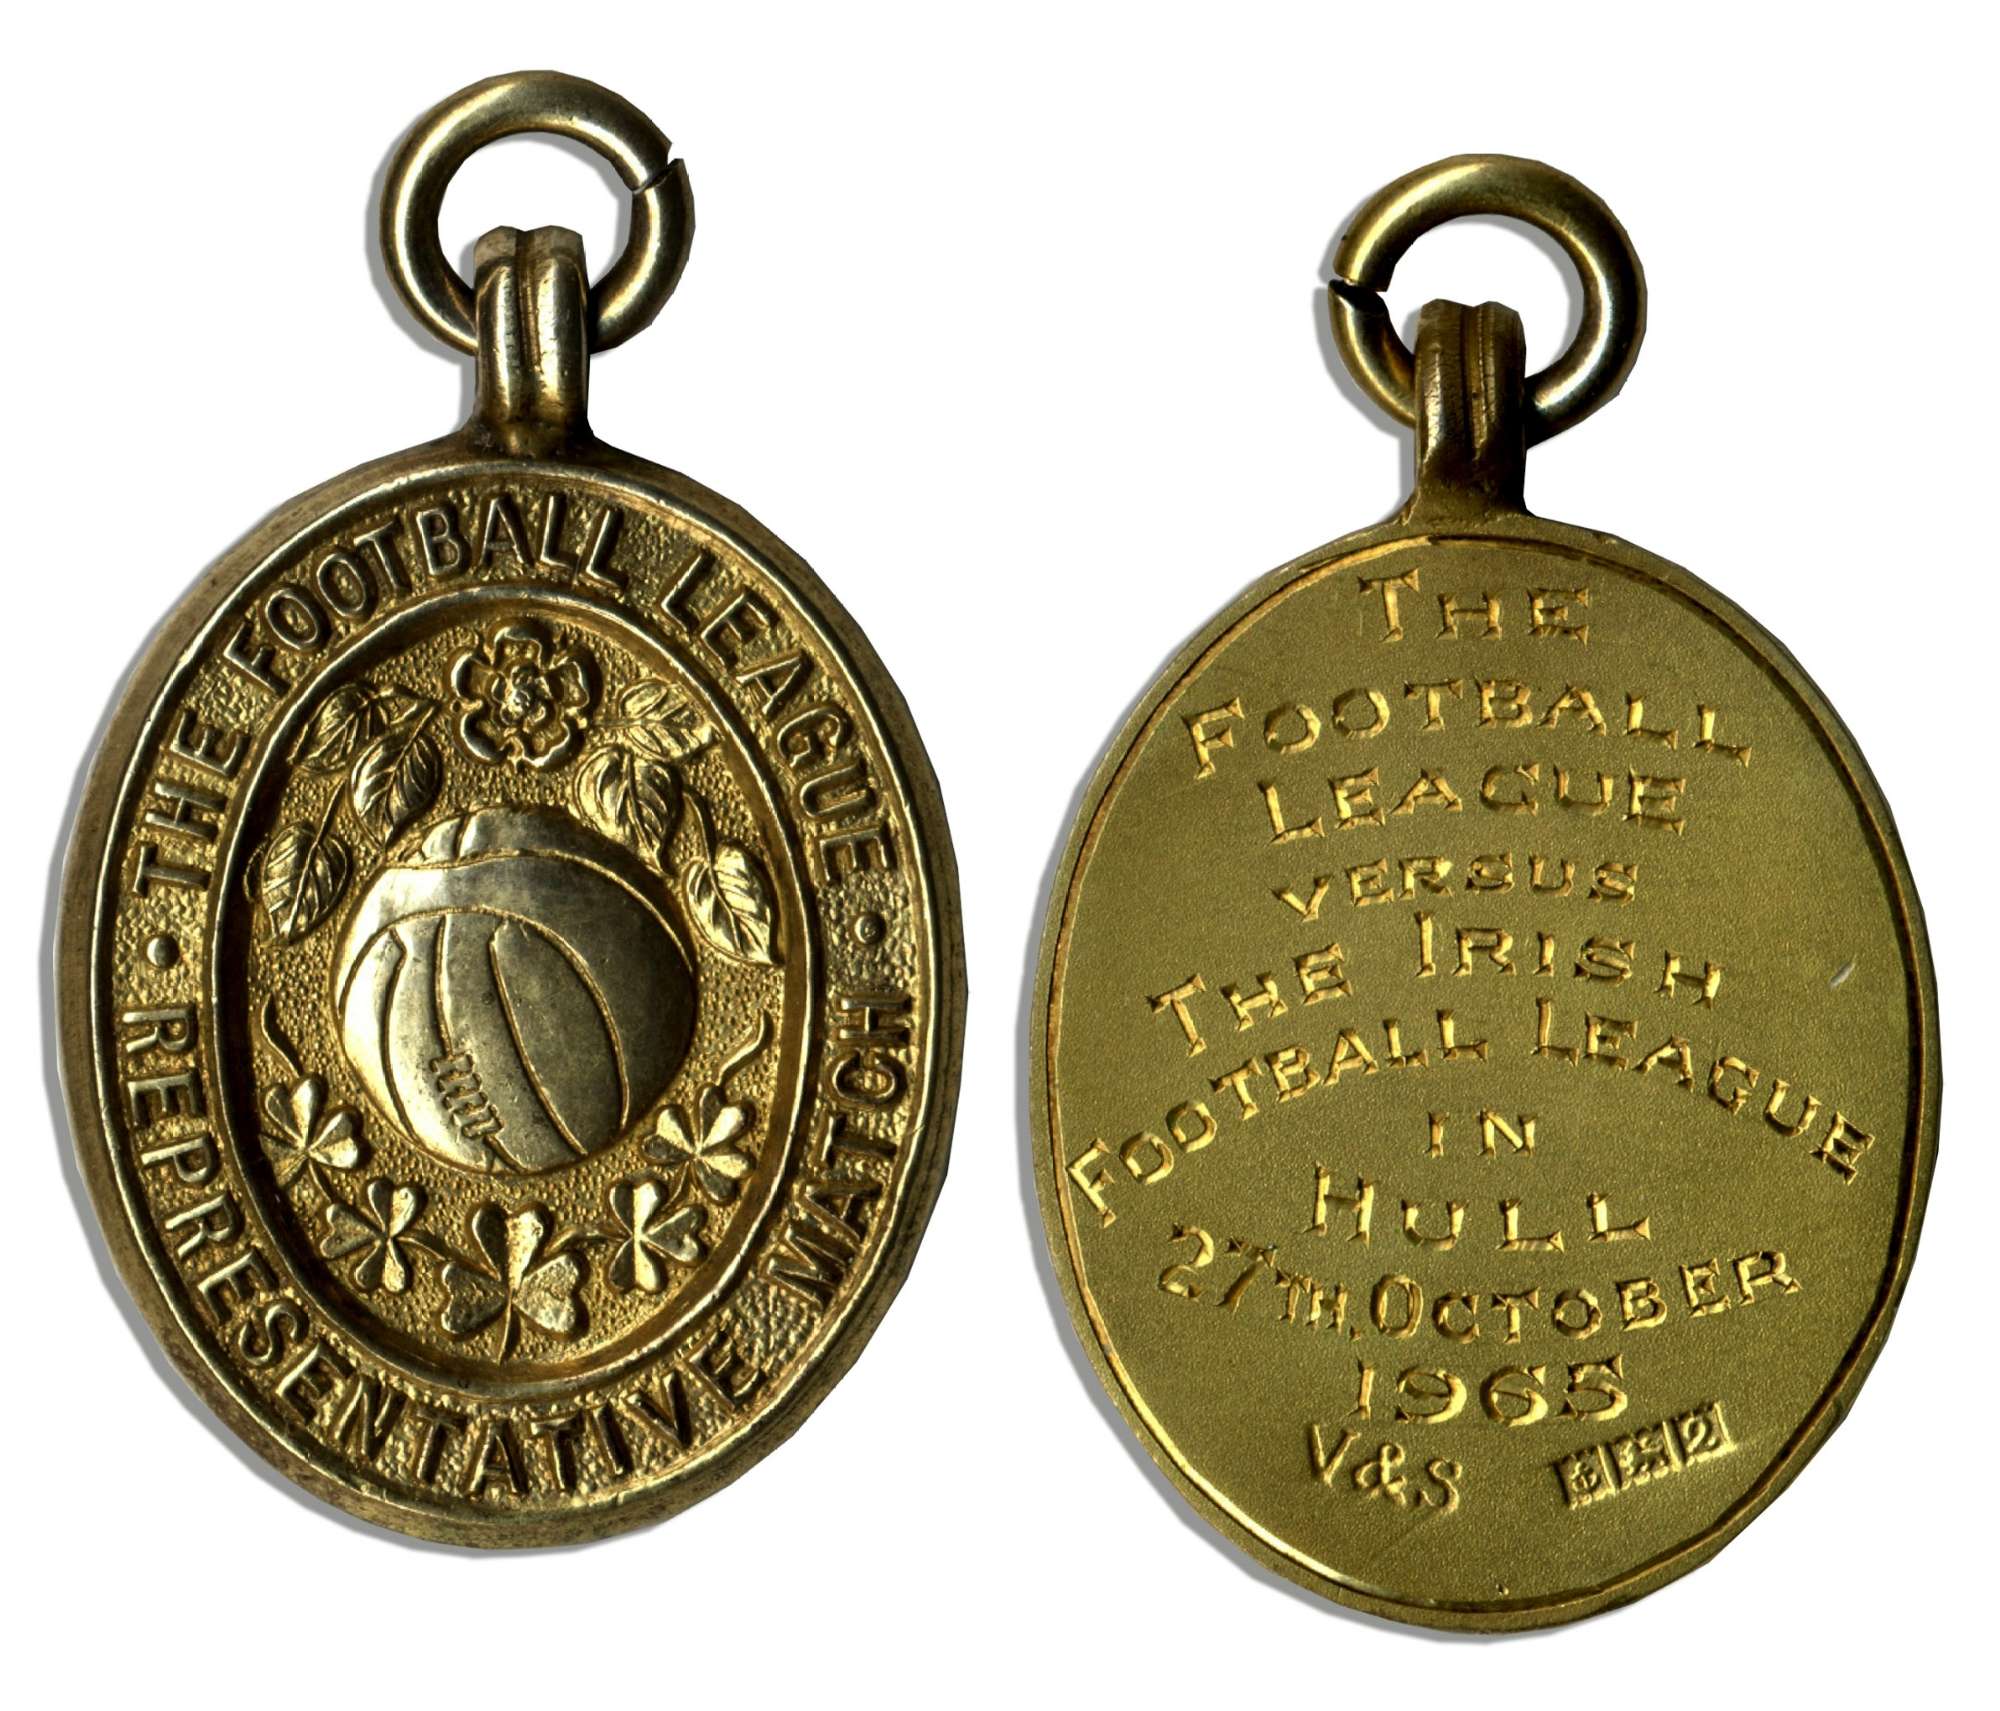 · THE FOOTBALL LEAGUE ·
REPRESENTATIVE MATCH
THE
FOOTBALL
LEAGUE
VERSUS
THE IRISH
FOOTBALL LEAGUE
IN
HULL
27TH. OCTOBER
1965
V&S